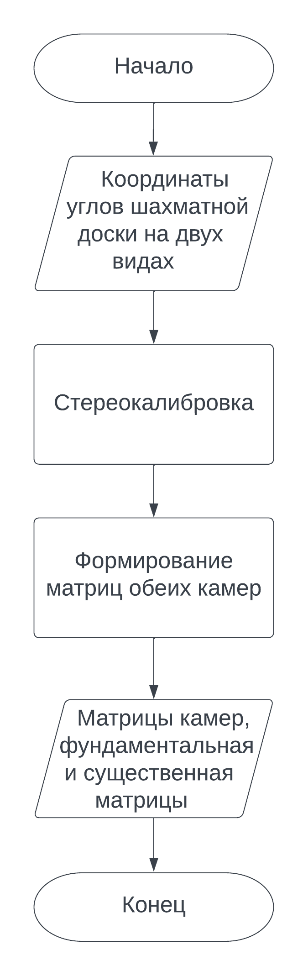 Начало
Координаты
углов шахматной
доски на двух
видах
Стереокалибровка
Формирование
матриц обеих камер
Матрицы камер,
фундаментальная
и существенная
матрицы
Конец